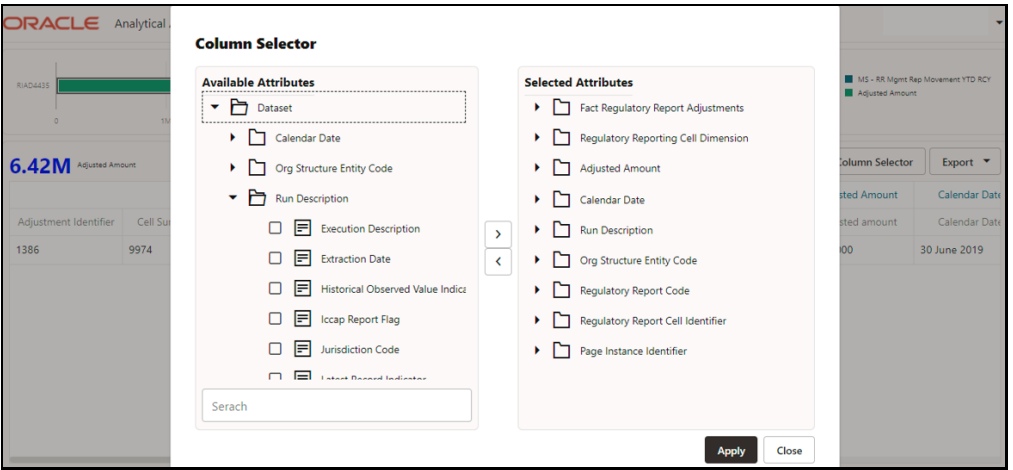 ORACLE Analytical
Column Selector
Available Attributes
Selected Attributes
Dataset
Calendar Date
Org Structure Entity Code
Run Description
Execution Description
Extraction Date
Historical Observed Value Indica
Iccap Report Flag
Jurisdiction Code
Latest Record Indicator
Serach
Fact Regulatory Report Adjustments
Regulatory Reporting Cell Dimension
Adjusted Amount
Calendar Date
Run Description
Org Structure Entity Code
Regulatory Report Code
Regulatory Report Cell Identifier
Page Instance Identifier
Apply Close
RIAD4435
0 1M
MS - RR Mgmt Rep Movement YTD RCY
Adjusted Amount
6.42M Adjusted Amount
Column Selector Export
sted Amount Calendar Date
Adjustment Identifier Cell Su sted amount Calendar Date
1386 9974 000 30 June 2019